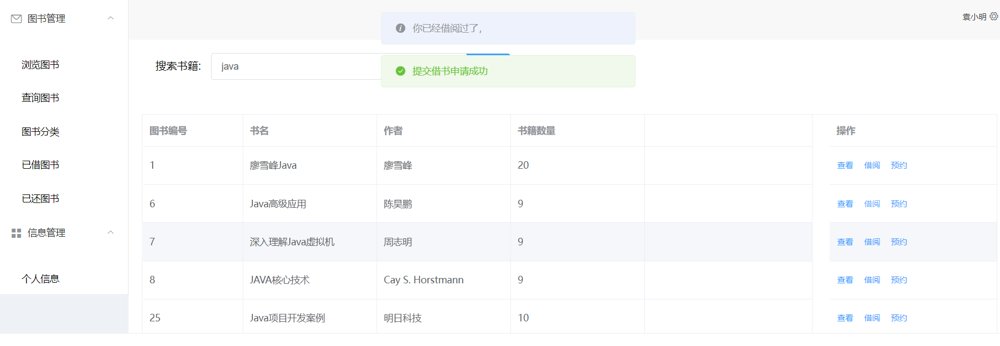 图书管理
浏览图书
查询图书
图书分类
已借图书
已还图书
信息管理
个人信息
袁小明
你已经借阅过了,
提交借书申请成功
搜索书籍: java
图书编号 书名 作者 书籍数量 操作
1 廖雪峰Java 廖雪峰 20 查看 借阅 预约
6 Java高级应用 陈昊鹏 9 查看 借阅 预约
7 深入理解Java虚拟机 周志明 9 查看 借阅 预约
8 JAVA核心技术 Cay S. Horstmann 9 查看 借阅 预约
25 Java项目开发案例 明日科技 10 查看 借阅 预约